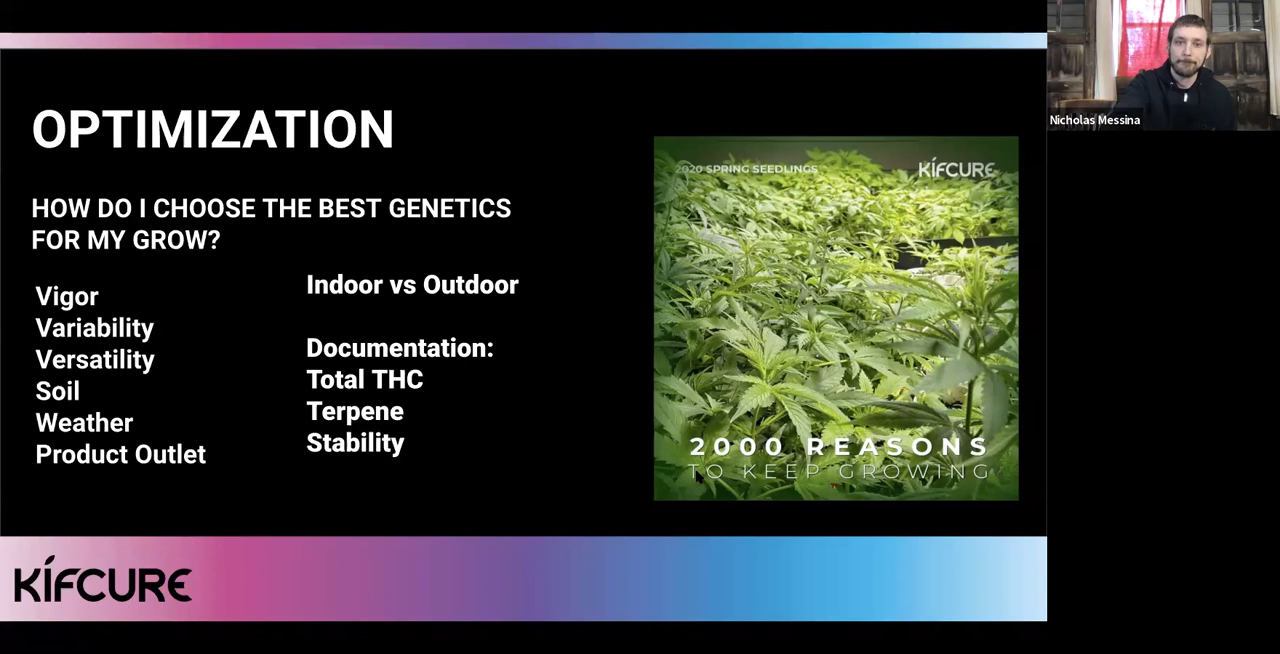 OPTIMIZATION
HOW DO I CHOOSE THE BEST GENETICS
FOR MY GROW?
Vigor
Variability
Versatility
Soil
Weather
Product Outlet
Indoor vs Outdoor
Documentation:
Total THC
Terpene
Stability
2020 SPRING SEEDLINGS
KÍFCURE
2000 REASONS
TO KEEP GROWING
KÍFCURE
Nicholas Messina